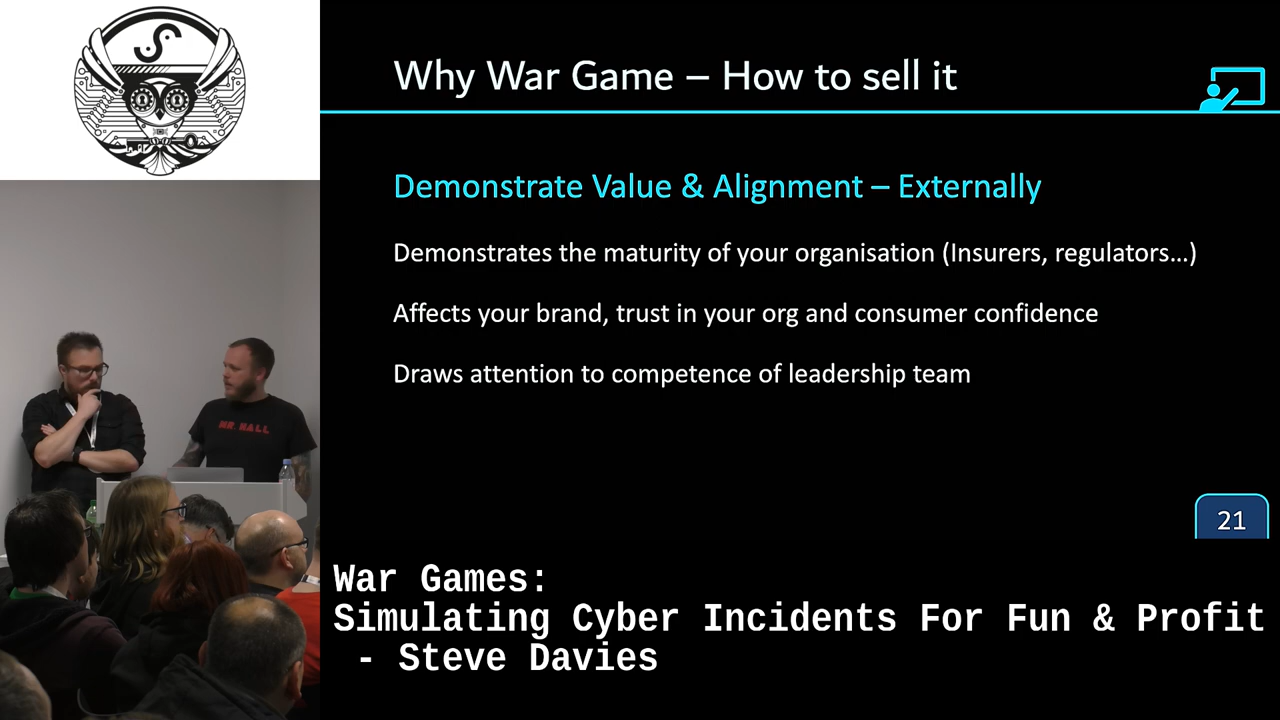 Why War Game – How to sell it
Demonstrate Value & Alignment – Externally
Demonstrates the maturity of your organisation (Insurers, regulators...)
Affects your brand, trust in your org and consumer confidence
Draws attention to competence of leadership team
21
MR. HALL
War Games:
Simulating Cyber Incidents For Fun & Profit
- Steve Davies